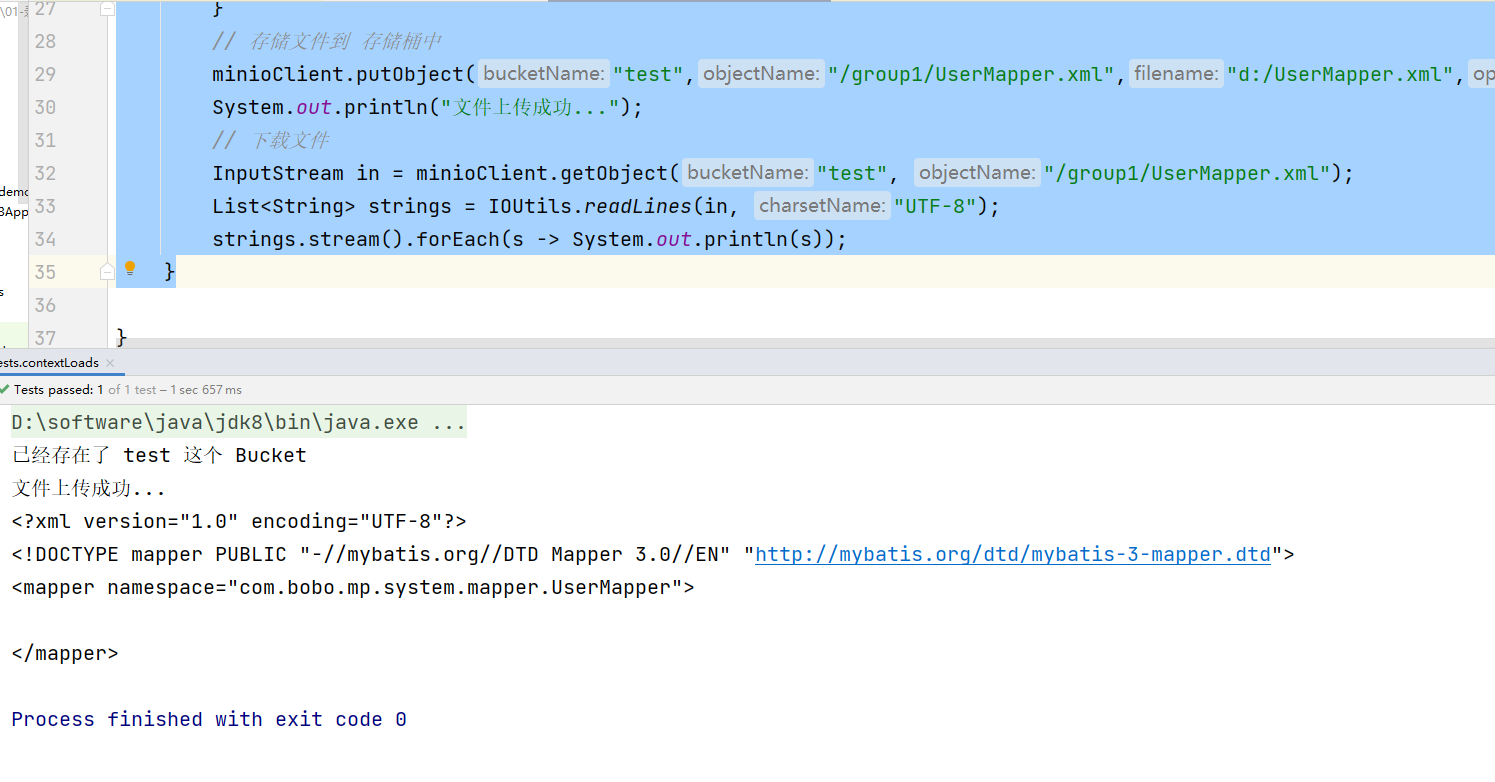 \01-
27 }
28 // 存储文件到 存储桶中
29 minioClient.putObject( bucketName: "test", objectName: "/group1/UserMapper.xml", filename: "d:/UserMapper.xml", op
30 System.out.println("文件上传成功...");
31 // 下载文件
32 InputStream in = minioClient.getObject( bucketName: "test", objectName: "/group1/UserMapper.xml");
demo
33 List<String> strings = IOUtils.readLines(in, charsetName: "UTF-8");
3App
34 strings.stream().forEach(s -> System.out.println(s));
35 }
s
36
37 }
ests.contextLoads ×
Tests passed: 1 of 1 test – 1 sec 657 ms
D:\software\java\jdk8\bin\java.exe ...
已经存在了 test 这个 Bucket
文件上传成功...
<?xml version="1.0" encoding="UTF-8"?>
<!DOCTYPE mapper PUBLIC "-//mybatis.org//DTD Mapper 3.0//EN" "http://mybatis.org/dtd/mybatis-3-mapper.dtd">
<mapper namespace="com.bobo.mp.system.mapper.UserMapper">
</mapper>
Process finished with exit code 0